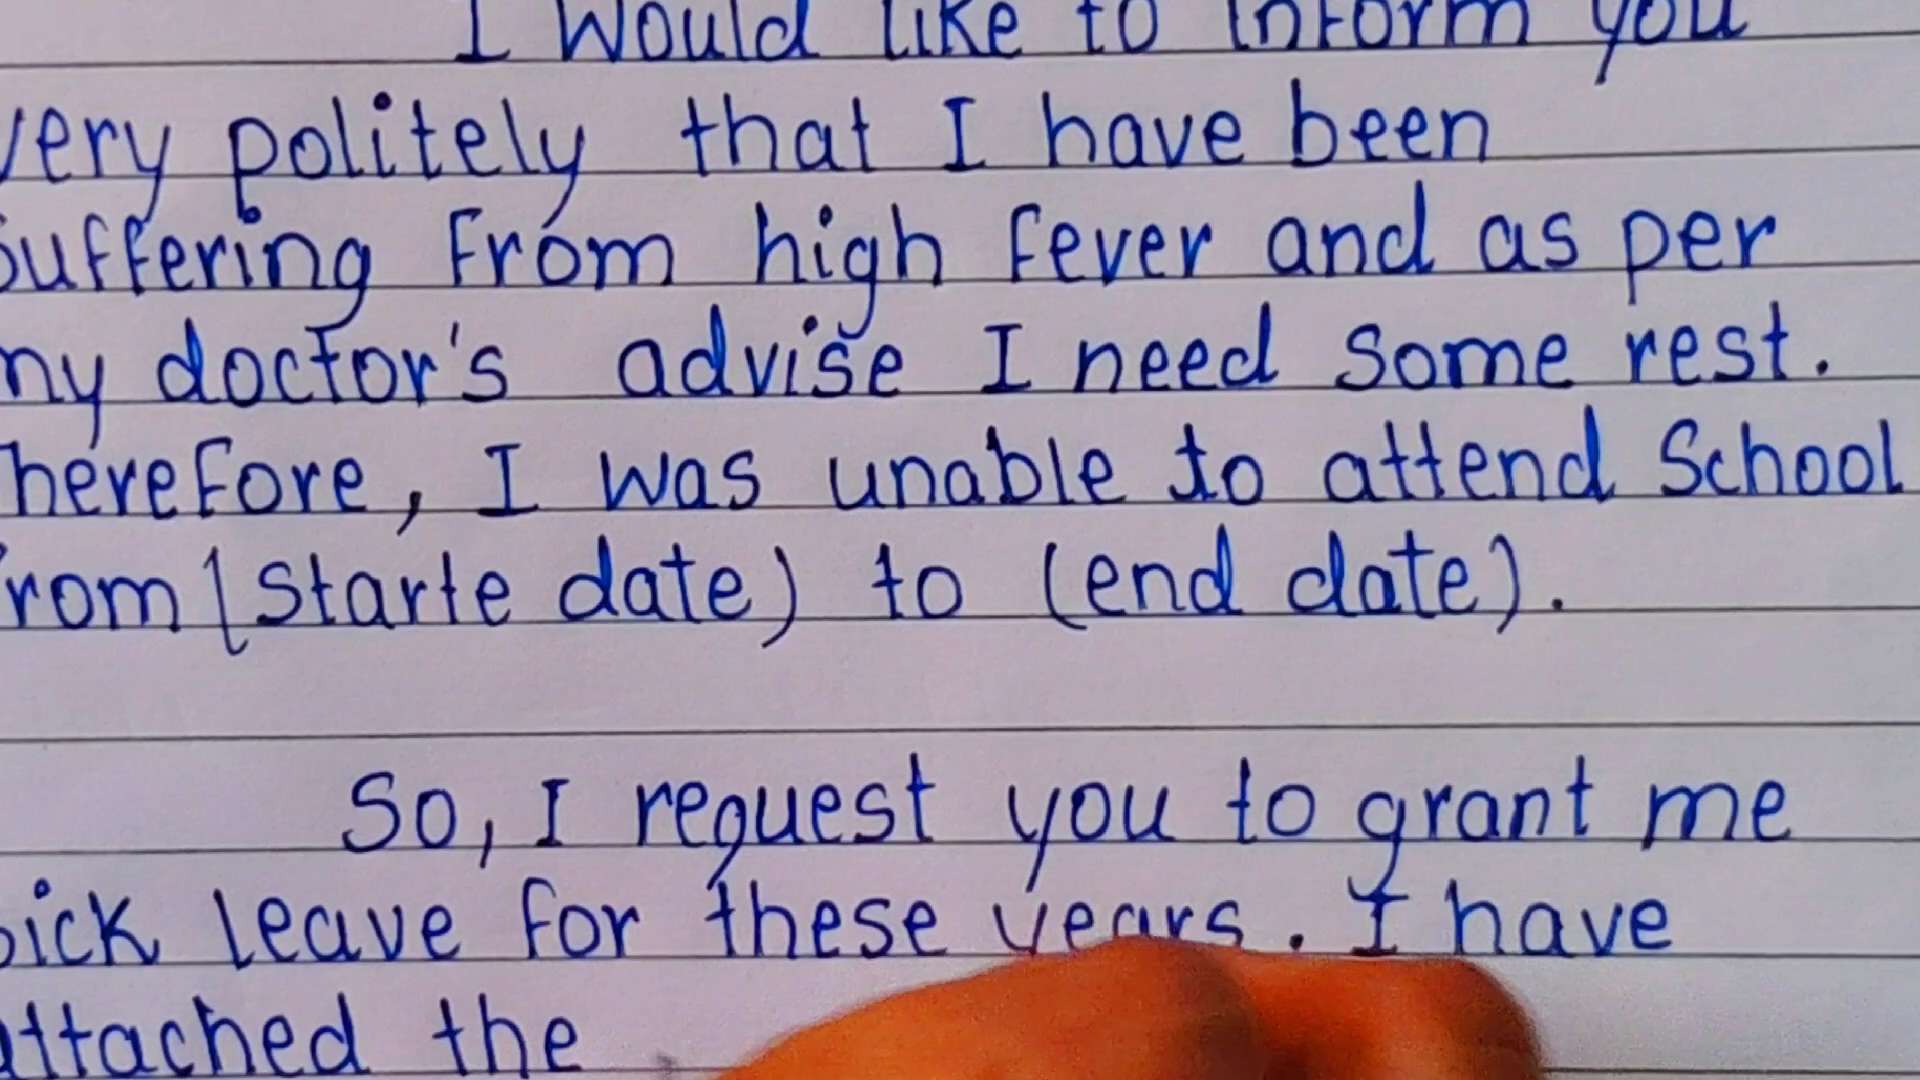 I would like to inform you
very politely that I have been
suffering from high fever and as per
my doctor's advise I need some rest.
Therefore, I was unable to attend School
from (Starte date) to (end date).
So, I request you to grant me
sick leave for these years. I have
attached the